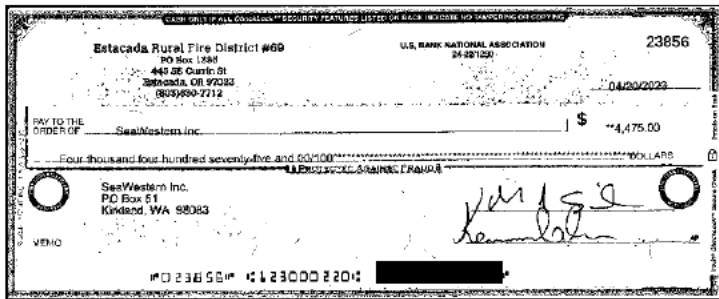 CASH ONLY IF ALL CheckLock™ SECURITY FEATURES LISTED ON BACK INDICATE NO TAMPERING OR COPYING
Estacada Rural Fire District #69
PO Box
445 SE Currin St
Estacada, OR 97023
U.S. BANK NATIONAL ASSOCIATION
23856
04/20/2023
PAY TO THE
ORDER OF
SeaWestern Inc.
$ **4,475.00
Four thousand four hundred seventy-five and 00/100
DOLLARS
SeaWestern Inc.
PO Box 51
Kirkland, WA 98083
MEMO
⑈023856⑈ ⑆123000220⑆